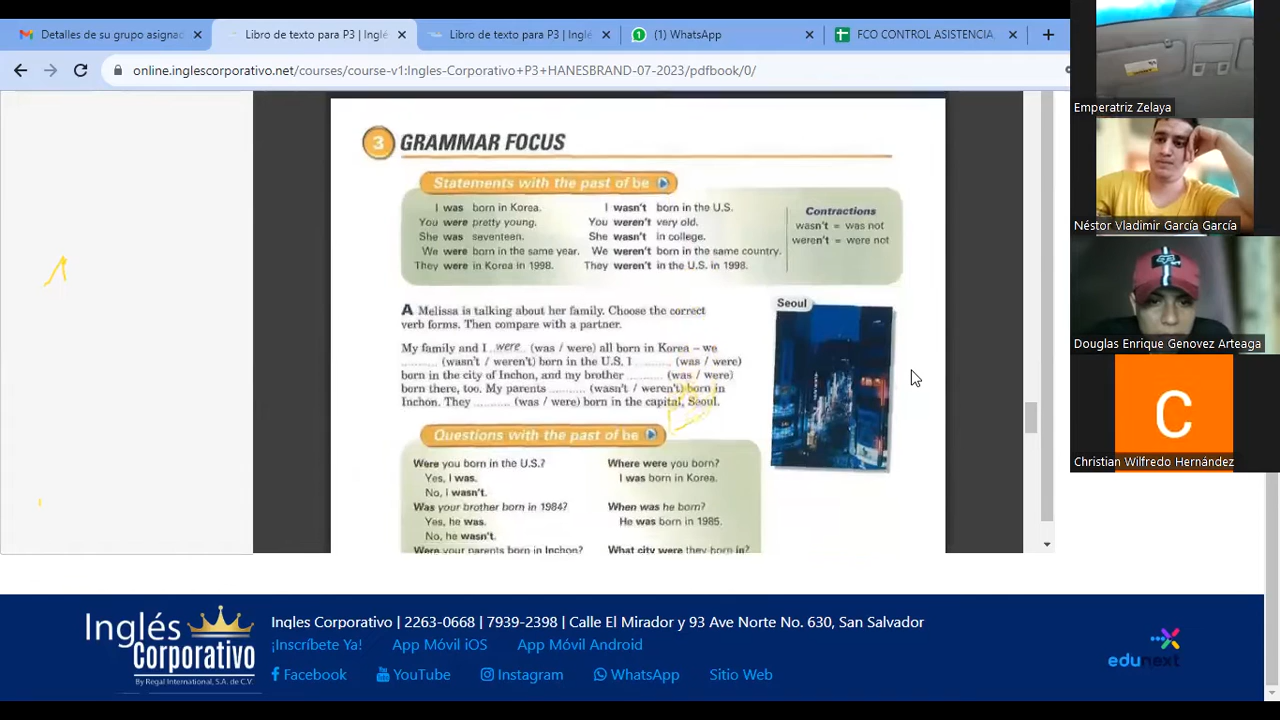 Detalles de su grupo asignac
Libro de texto para P3 | Inglé
Libro de texto para P3 | Inglé
(1) WhatsApp
FCO CONTROL ASISTENCIA,
online.inglescorporativo.net/courses/course-v1:Ingles-Corporativo+P3+HANESBRAND-07-2023/pdfbook/0/
3 GRAMMAR FOCUS
Statements with the past of be
I was born in Korea.
You were pretty young.
She was seventeen.
We were born in the same year.
They were in Korea in 1998.
I wasn't born in the U.S.
You weren't very old.
She wasn't in college.
We weren't born in the same country.
They weren't in the U.S. in 1998.
Contractions
wasn't = was not
weren't = were not
A Melissa is talking about her family. Choose the correct
verb forms. Then compare with a partner.
My family and I were (was / were) all born in Korea – we
.......... (wasn't / weren't) born in the U.S. I .......... (was / were)
born in the city of Inchon, and my brother .......... (was / were)
born there, too. My parents .......... (wasn't / weren't) born in
Inchon. They .......... (was / were) born in the capital, Seoul.
Seoul
Questions with the past of be
Were you born in the U.S.?
Yes, I was.
No, I wasn't.
Was your brother born in 1984?
Yes, he was.
No, he wasn't.
Were your parents born in Inchon?
Where were you born?
I was born in Korea.
When was he born?
He was born in 1985.
What city were they born in?
Emperatriz Zelaya
Néstor Vladimir García García
Douglas Enrique Genovez Arteaga
C
Christian Wilfredo Hernández
Inglés
Corporativo
By Regal International, S.A. de C.V.
Ingles Corporativo | 2263-0668 | 7939-2398 | Calle El Mirador y 93 Ave Norte No. 630, San Salvador
¡Inscríbete Ya! App Móvil iOS App Móvil Android
Facebook YouTube Instagram WhatsApp Sitio Web
edunext